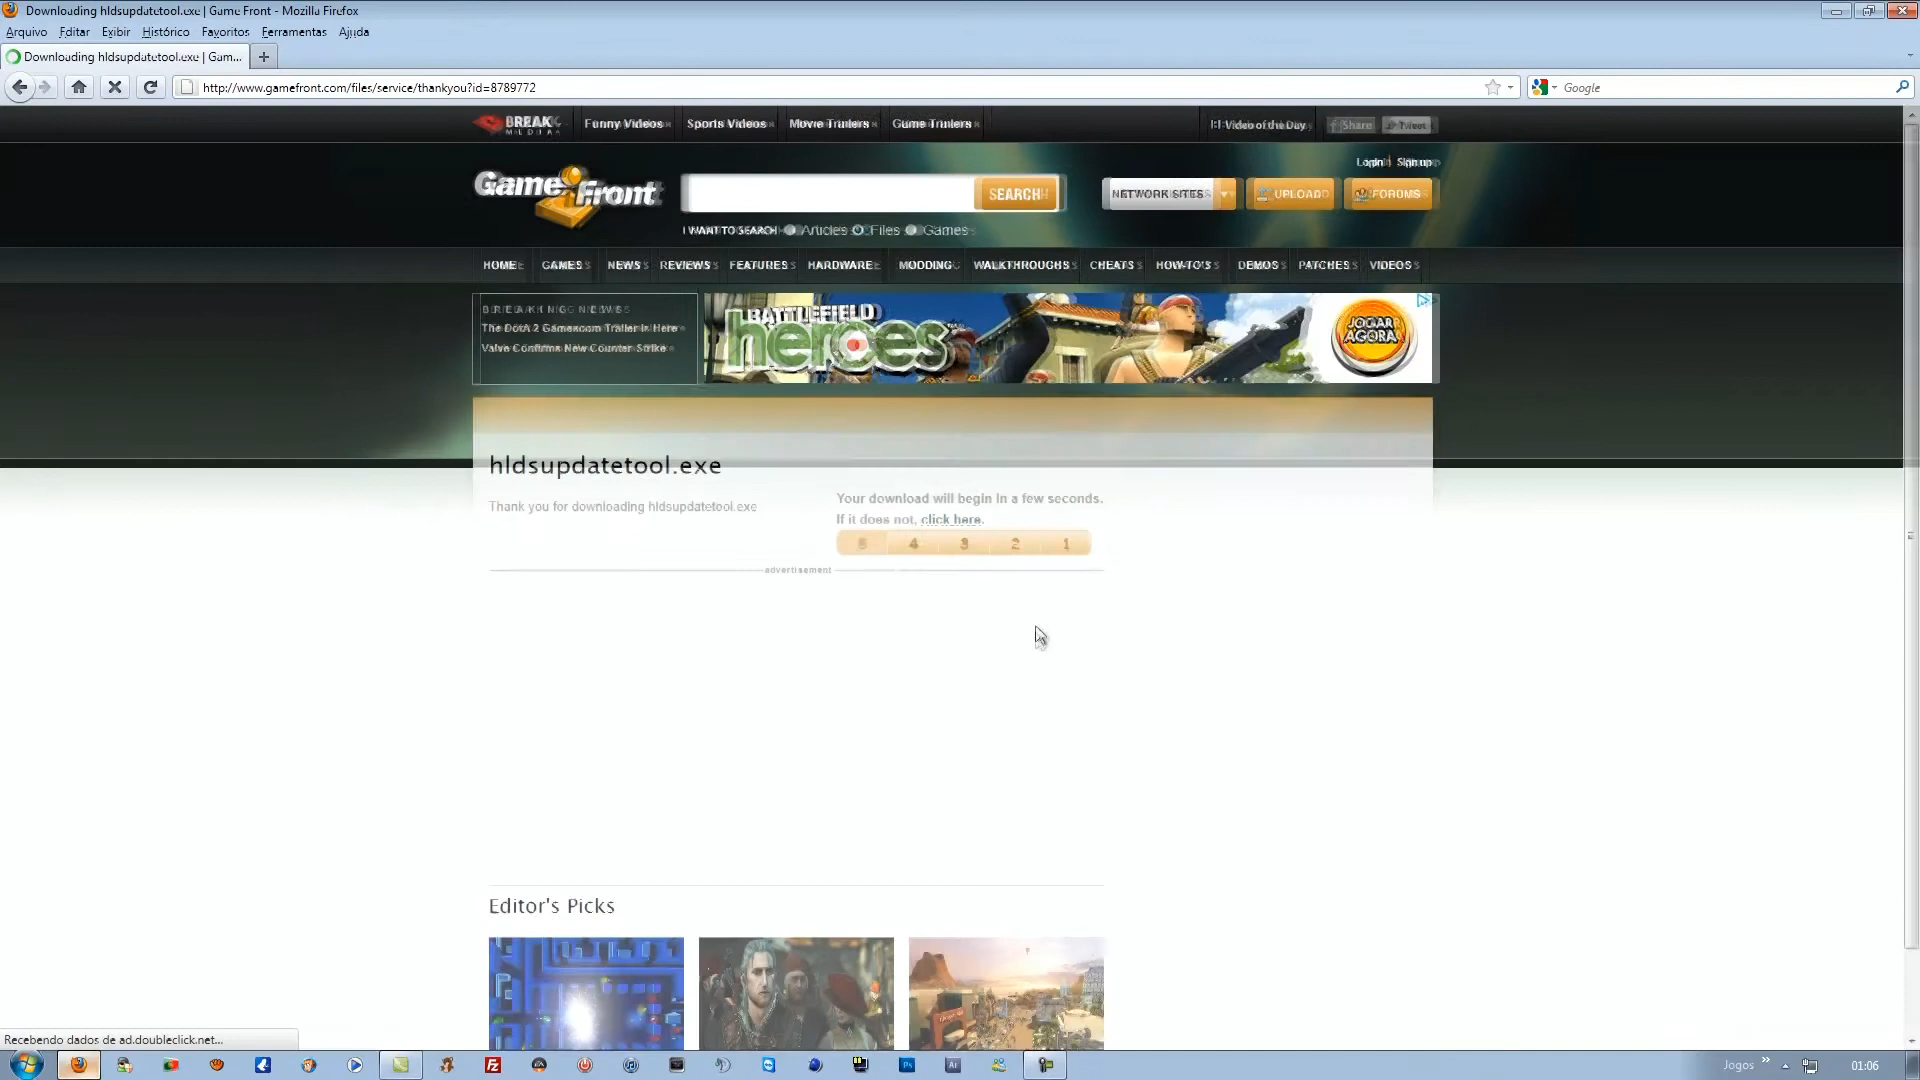 Downloading hldsupdatetool.exe | Game Front - Mozilla Firefox
Arquivo Editar Exibir Histórico Favoritos Ferramentas Ajuda
Downloading hldsupdatetool.exe | Gam...
http://www.gamefront.com/files/service/thankyou?id=8789772
Google
BREAK MEDIA Funny Videos Sports Videos Movie Trailers Game Trailers Video of the Day Share Tweet
Login Sign up
Game Front SEARCH NETWORK SITES UPLOAD FORUMS
I WANT TO SEARCH Articles Files Games
HOME GAMES NEWS REVIEWS FEATURES HARDWARE MODDING WALKTHROUGHS CHEATS HOW-TO'S DEMOS PATCHES VIDEOS
BREAKING NEWS
The DotA 2 Gamescom Trailer is Here
Valve Confirms New Counter Strike
BATTLEFIELD
heroes
JOGAR
AGORA
hldsupdatetool.exe
Thank you for downloading hldsupdatetool.exe
Your download will begin in a few seconds.
If it does not, click here.
5 4 3 2 1
advertisement
Editor's Picks
Recebendo dados de ad.doubleclick.net...
Jogos
01:06